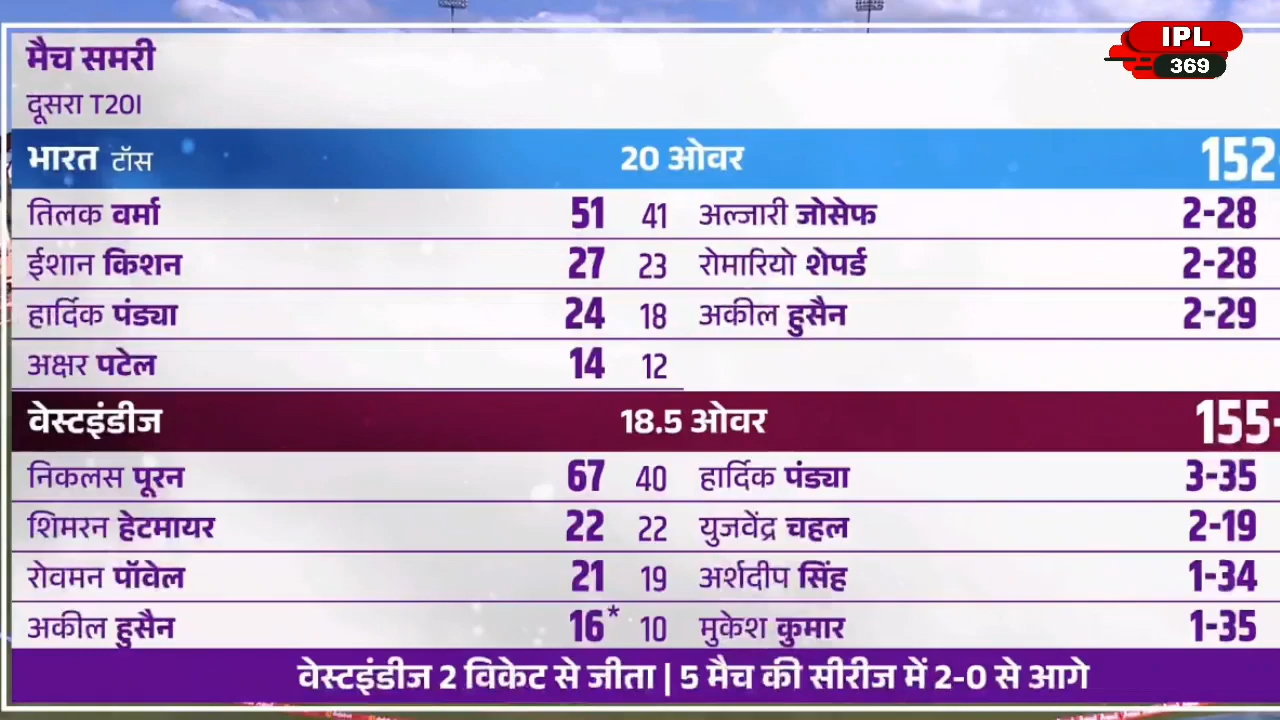 IPL
369
मैच समरी
दूसरा T20I
भारत टॉस 20 ओवर 152
तिलक वर्मा 51 41 अल्जारी जोसेफ 2-28
ईशान किशन 27 23 रोमारियो शेपर्ड 2-28
हार्दिक पंड्या 24 18 अकील हुसैन 2-29
अक्षर पटेल 14 12
वेस्टइंडीज 18.5 ओवर 155-
निकलस पूरन 67 40 हार्दिक पंड्या 3-35
शिमरन हेटमायर 22 22 युजवेंद्र चहल 2-19
रोवमन पॉवेल 21 19 अर्शदीप सिंह 1-34
अकील हुसैन 16* 10 मुकेश कुमार 1-35
वेस्टइंडीज 2 विकेट से जीता | 5 मैच की सीरीज में 2-0 से आगे